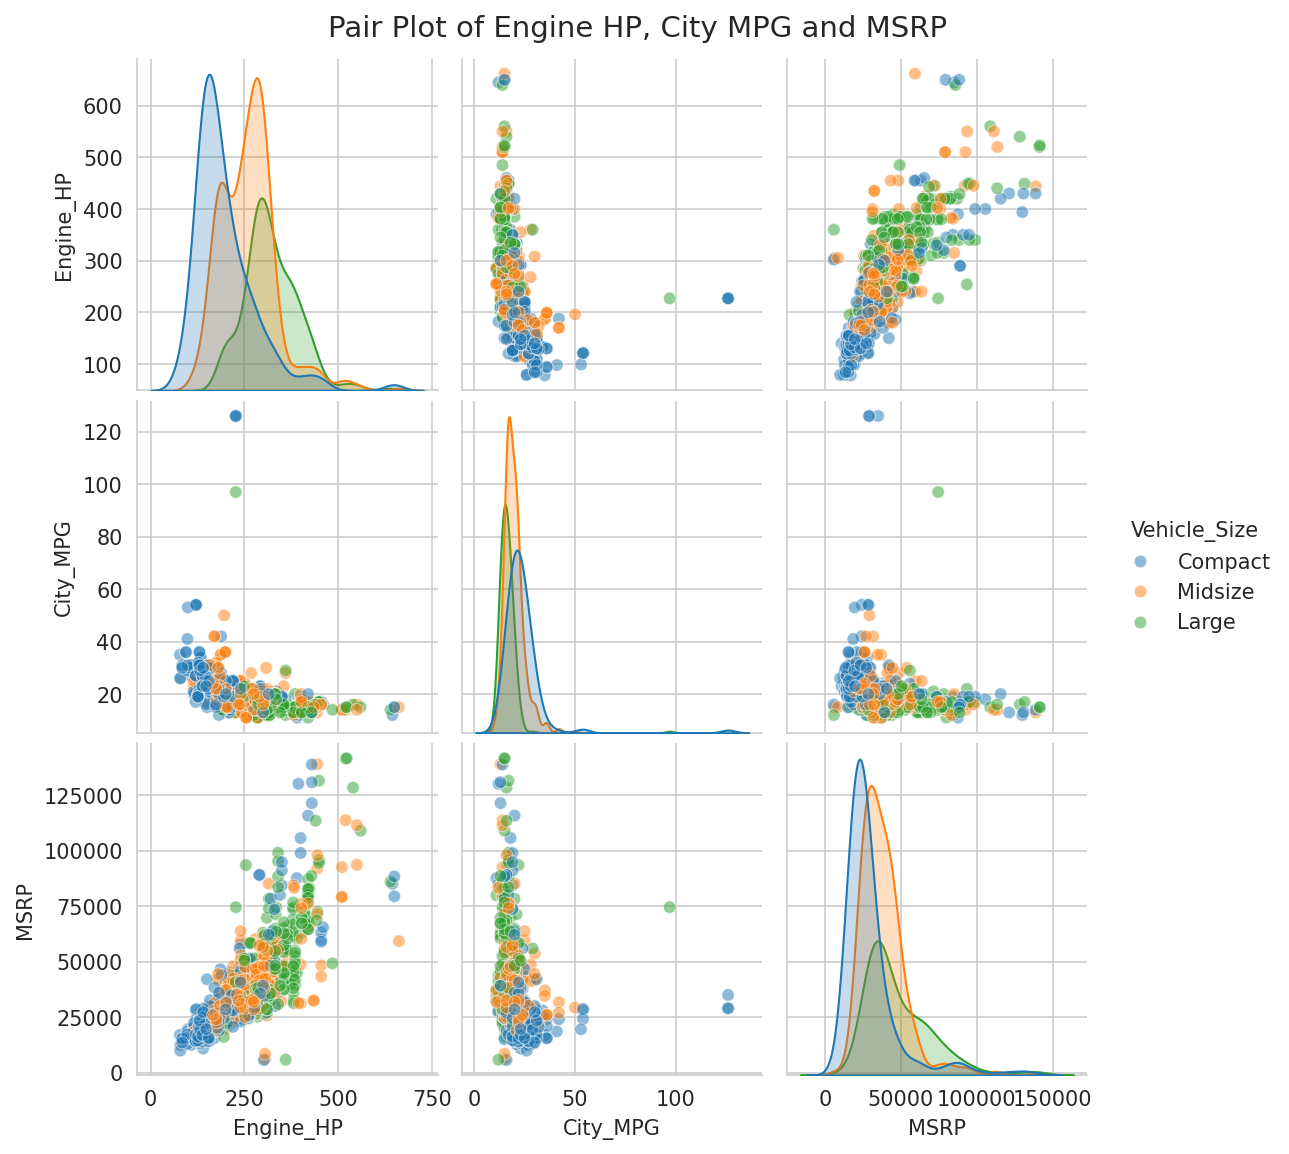 Pair Plot of Engine HP, City MPG and MSRP
Engine_HP
600
500
400
300
200
100
City_MPG
120
100
80
60
40
20
Vehicle_Size
Compact
Midsize
Large
MSRP
125000
100000
75000
50000
25000
0
0 250 500 750
0 50 100
0 50000 100000 150000
Engine_HP
City_MPG
MSRP